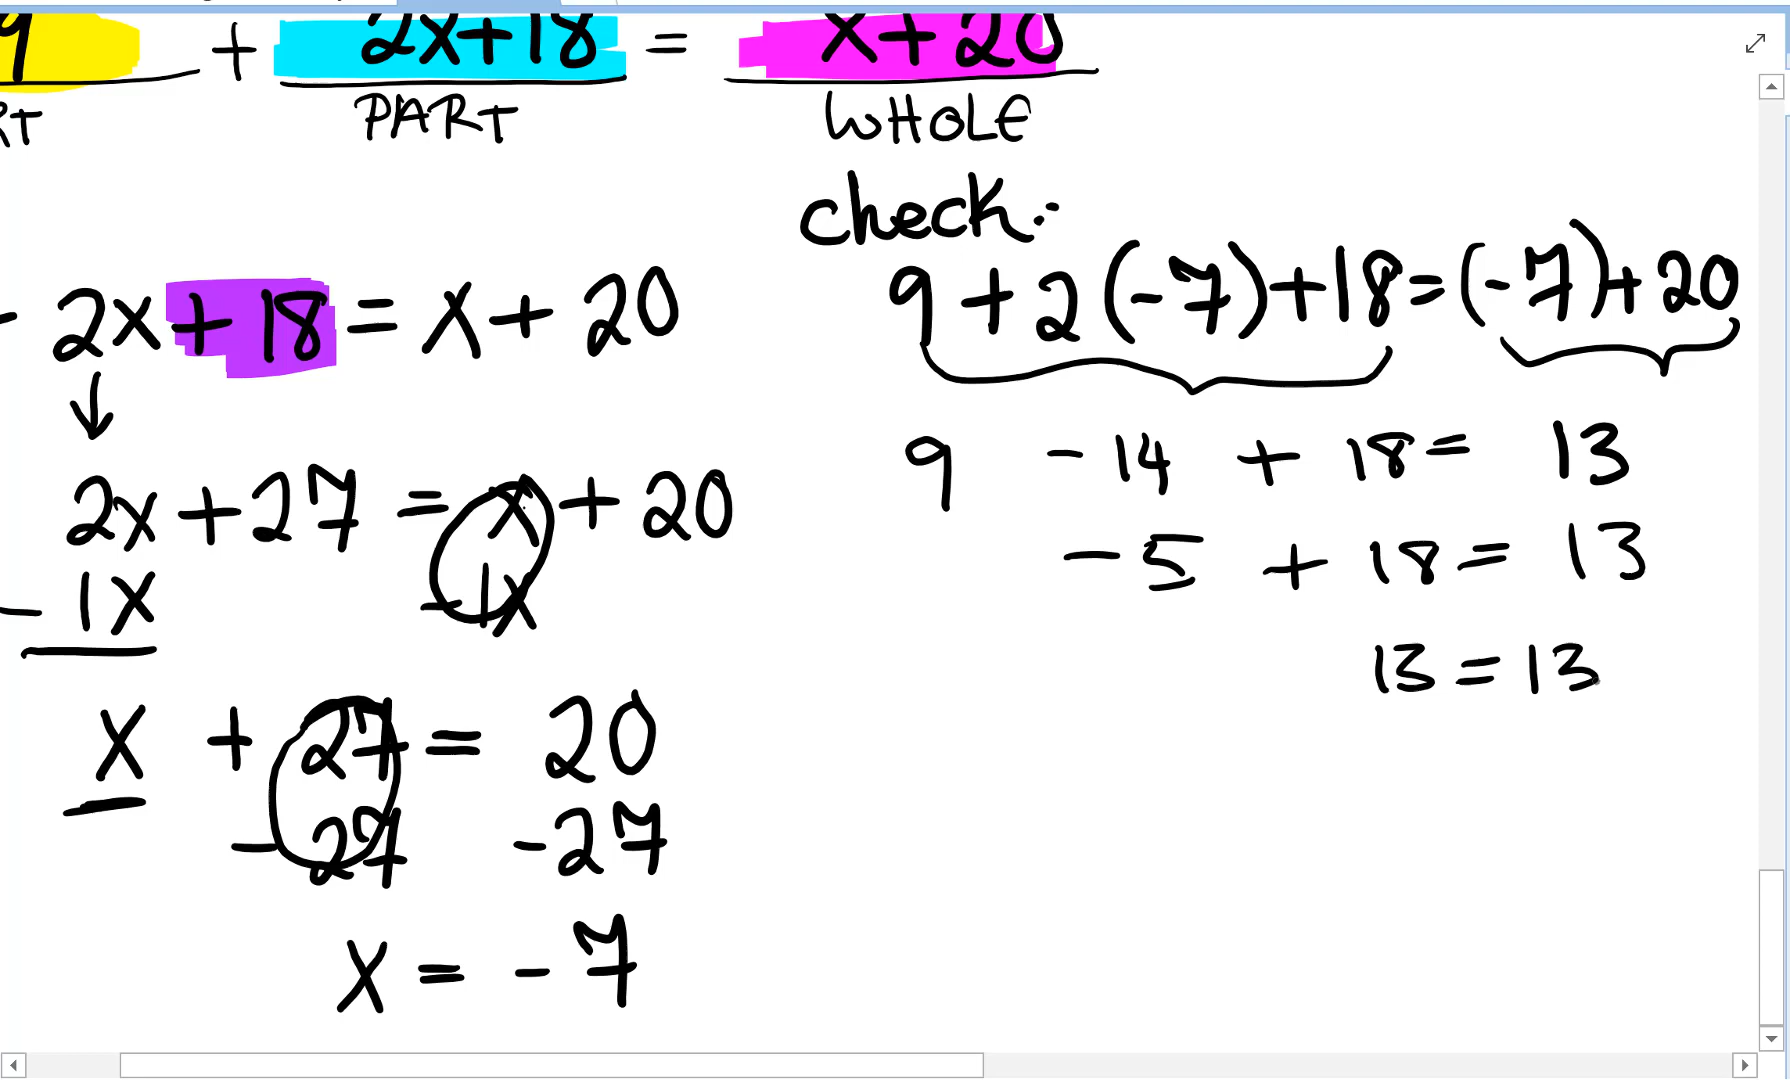 9 + 2x+18 = x+20
RT PART WHOLE
check:
2x+18 = x+20
9+2(-7)+18=(-7)+20
9 -14 + 18= 13
2x+27 = x+20
-5 + 18= 13
-1x -1x
13=13
x + 27 = 20
-27 -27
x = -7